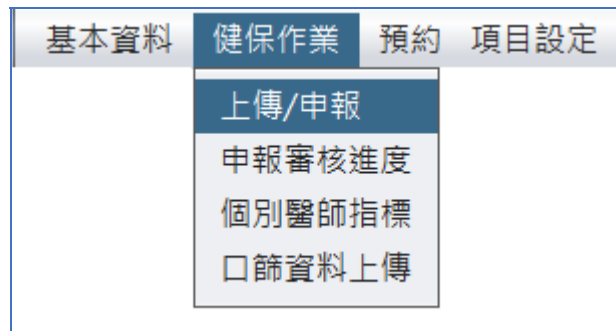 基本資料 健保作業 預約 項目設定
上傳/申報
申報審核進度
個別醫師指標
口篩資料上傳